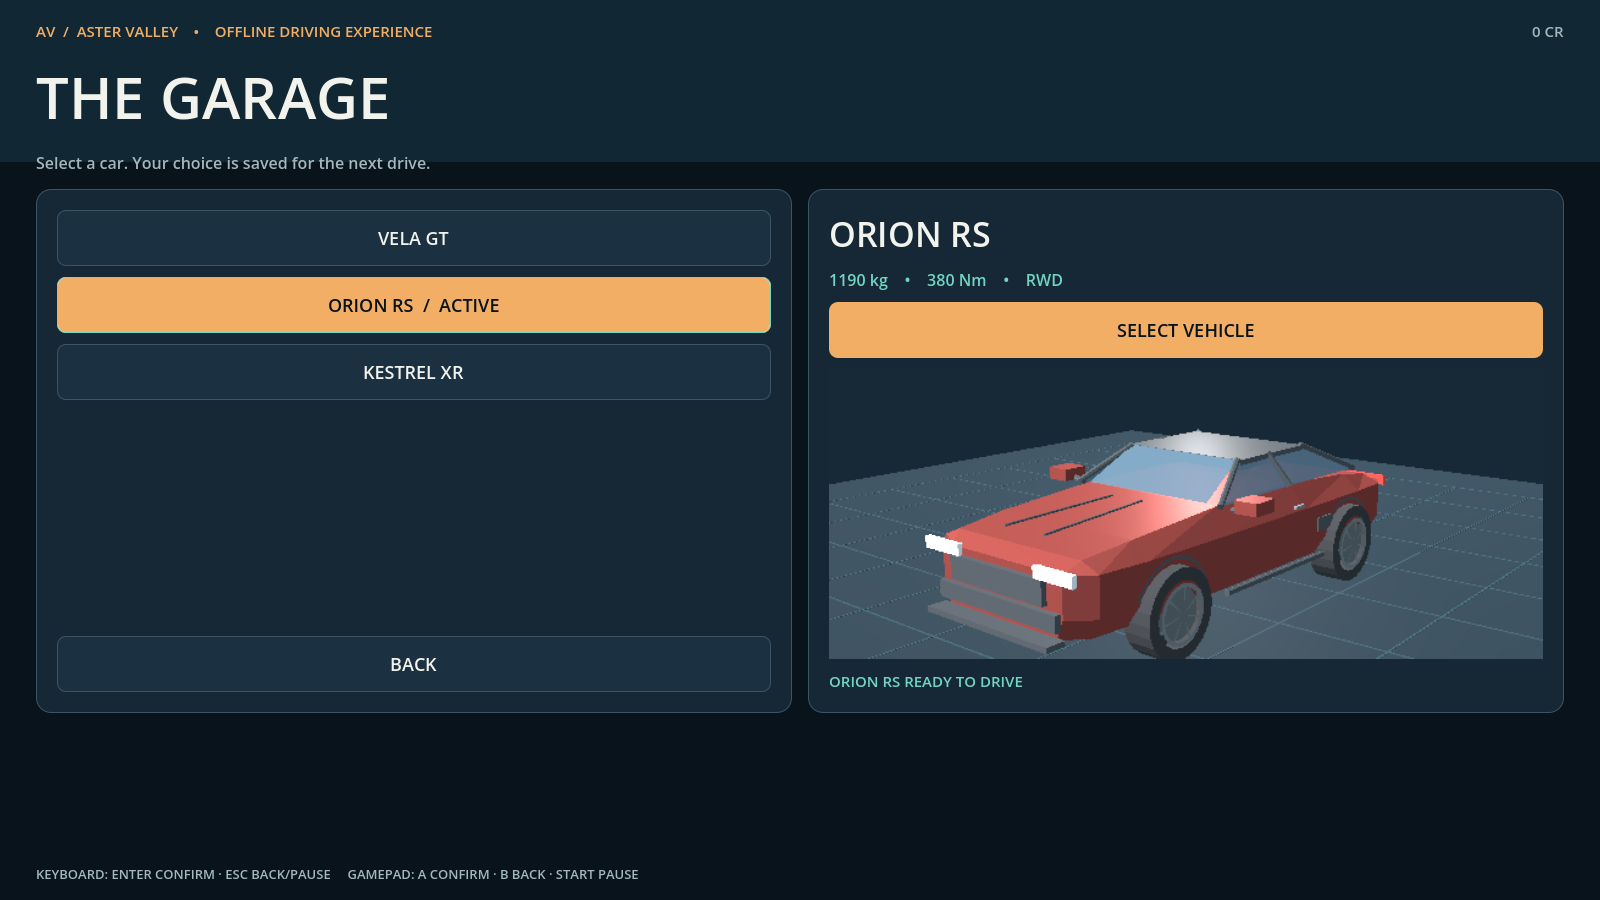 AV / ASTER VALLEY • OFFLINE DRIVING EXPERIENCE
0 CR
THE GARAGE
Select a car. Your choice is saved for the next drive.
VELA GT
ORION RS / ACTIVE
KESTREL XR
BACK
ORION RS
1190 kg • 380 Nm • RWD
SELECT VEHICLE
ORION RS READY TO DRIVE
KEYBOARD: ENTER CONFIRM · ESC BACK/PAUSE GAMEPAD: A CONFIRM · B BACK · START PAUSE